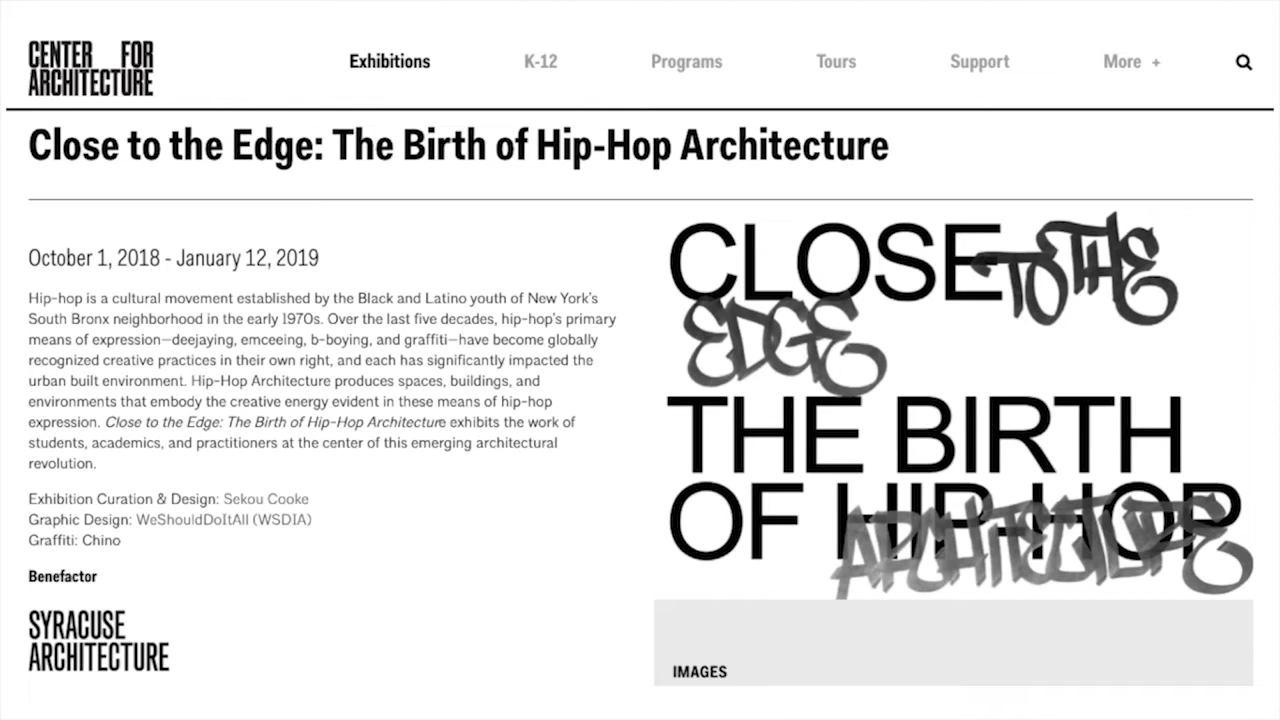 CENTER FOR
ARCHITECTURE
Exhibitions K-12 Programs Tours Support More +
Close to the Edge: The Birth of Hip-Hop Architecture
October 1, 2018 - January 12, 2019
Hip-hop is a cultural movement established by the Black and Latino youth of New York's
South Bronx neighborhood in the early 1970s. Over the last five decades, hip-hop's primary
means of expression—deejaying, emceeing, b-boying, and graffiti—have become globally
recognized creative practices in their own right, and each has significantly impacted the
urban built environment. Hip-Hop Architecture produces spaces, buildings, and
environments that embody the creative energy evident in these means of hip-hop
expression. Close to the Edge: The Birth of Hip-Hop Architecture exhibits the work of
students, academics, and practitioners at the center of this emerging architectural
revolution.
Exhibition Curation & Design: Sekou Cooke
Graphic Design: WeShouldDoItAll (WSDIA)
Graffiti: Chino
Benefactor
SYRACUSE
ARCHITECTURE
CLOSE TO THE
EDGE
THE BIRTH
OF HIP-HOP
ARCHITECTURE
IMAGES